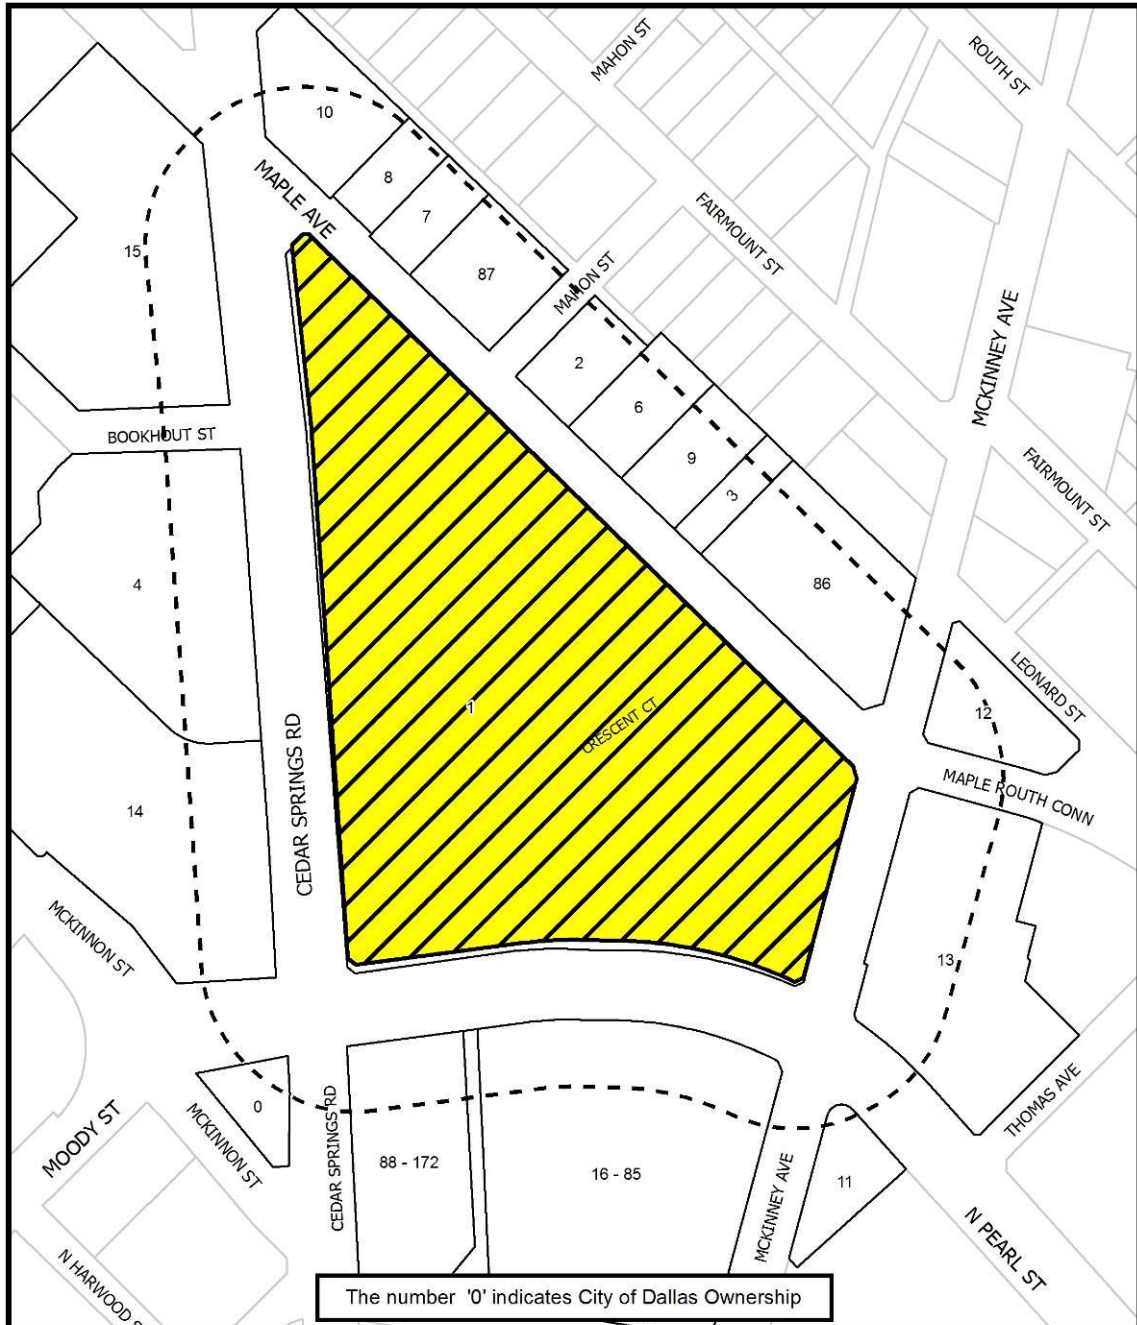 MAHON ST
ROUTH ST
10
8
MAPLE AVE
7
FAIRMOUNT ST
15
87
MAHON ST
MCKINNEY AVE
2
6
BOOKHOUT ST
9
3
FAIRMOUNT ST
4
86
LEONARD ST
1
CRESCENT CT
12
CEDAR SPRINGS RD
MAPLE ROUTH CONN
14
MCKINNON ST
13
THOMAS AVE
0
MOODY ST
MCKINNON ST
CEDAR SPRINGS RD
88 - 172
16 - 85
MCKINNEY AVE
11
N PEARL ST
N HARWOOD S
The number '0' indicates City of Dallas Ownership